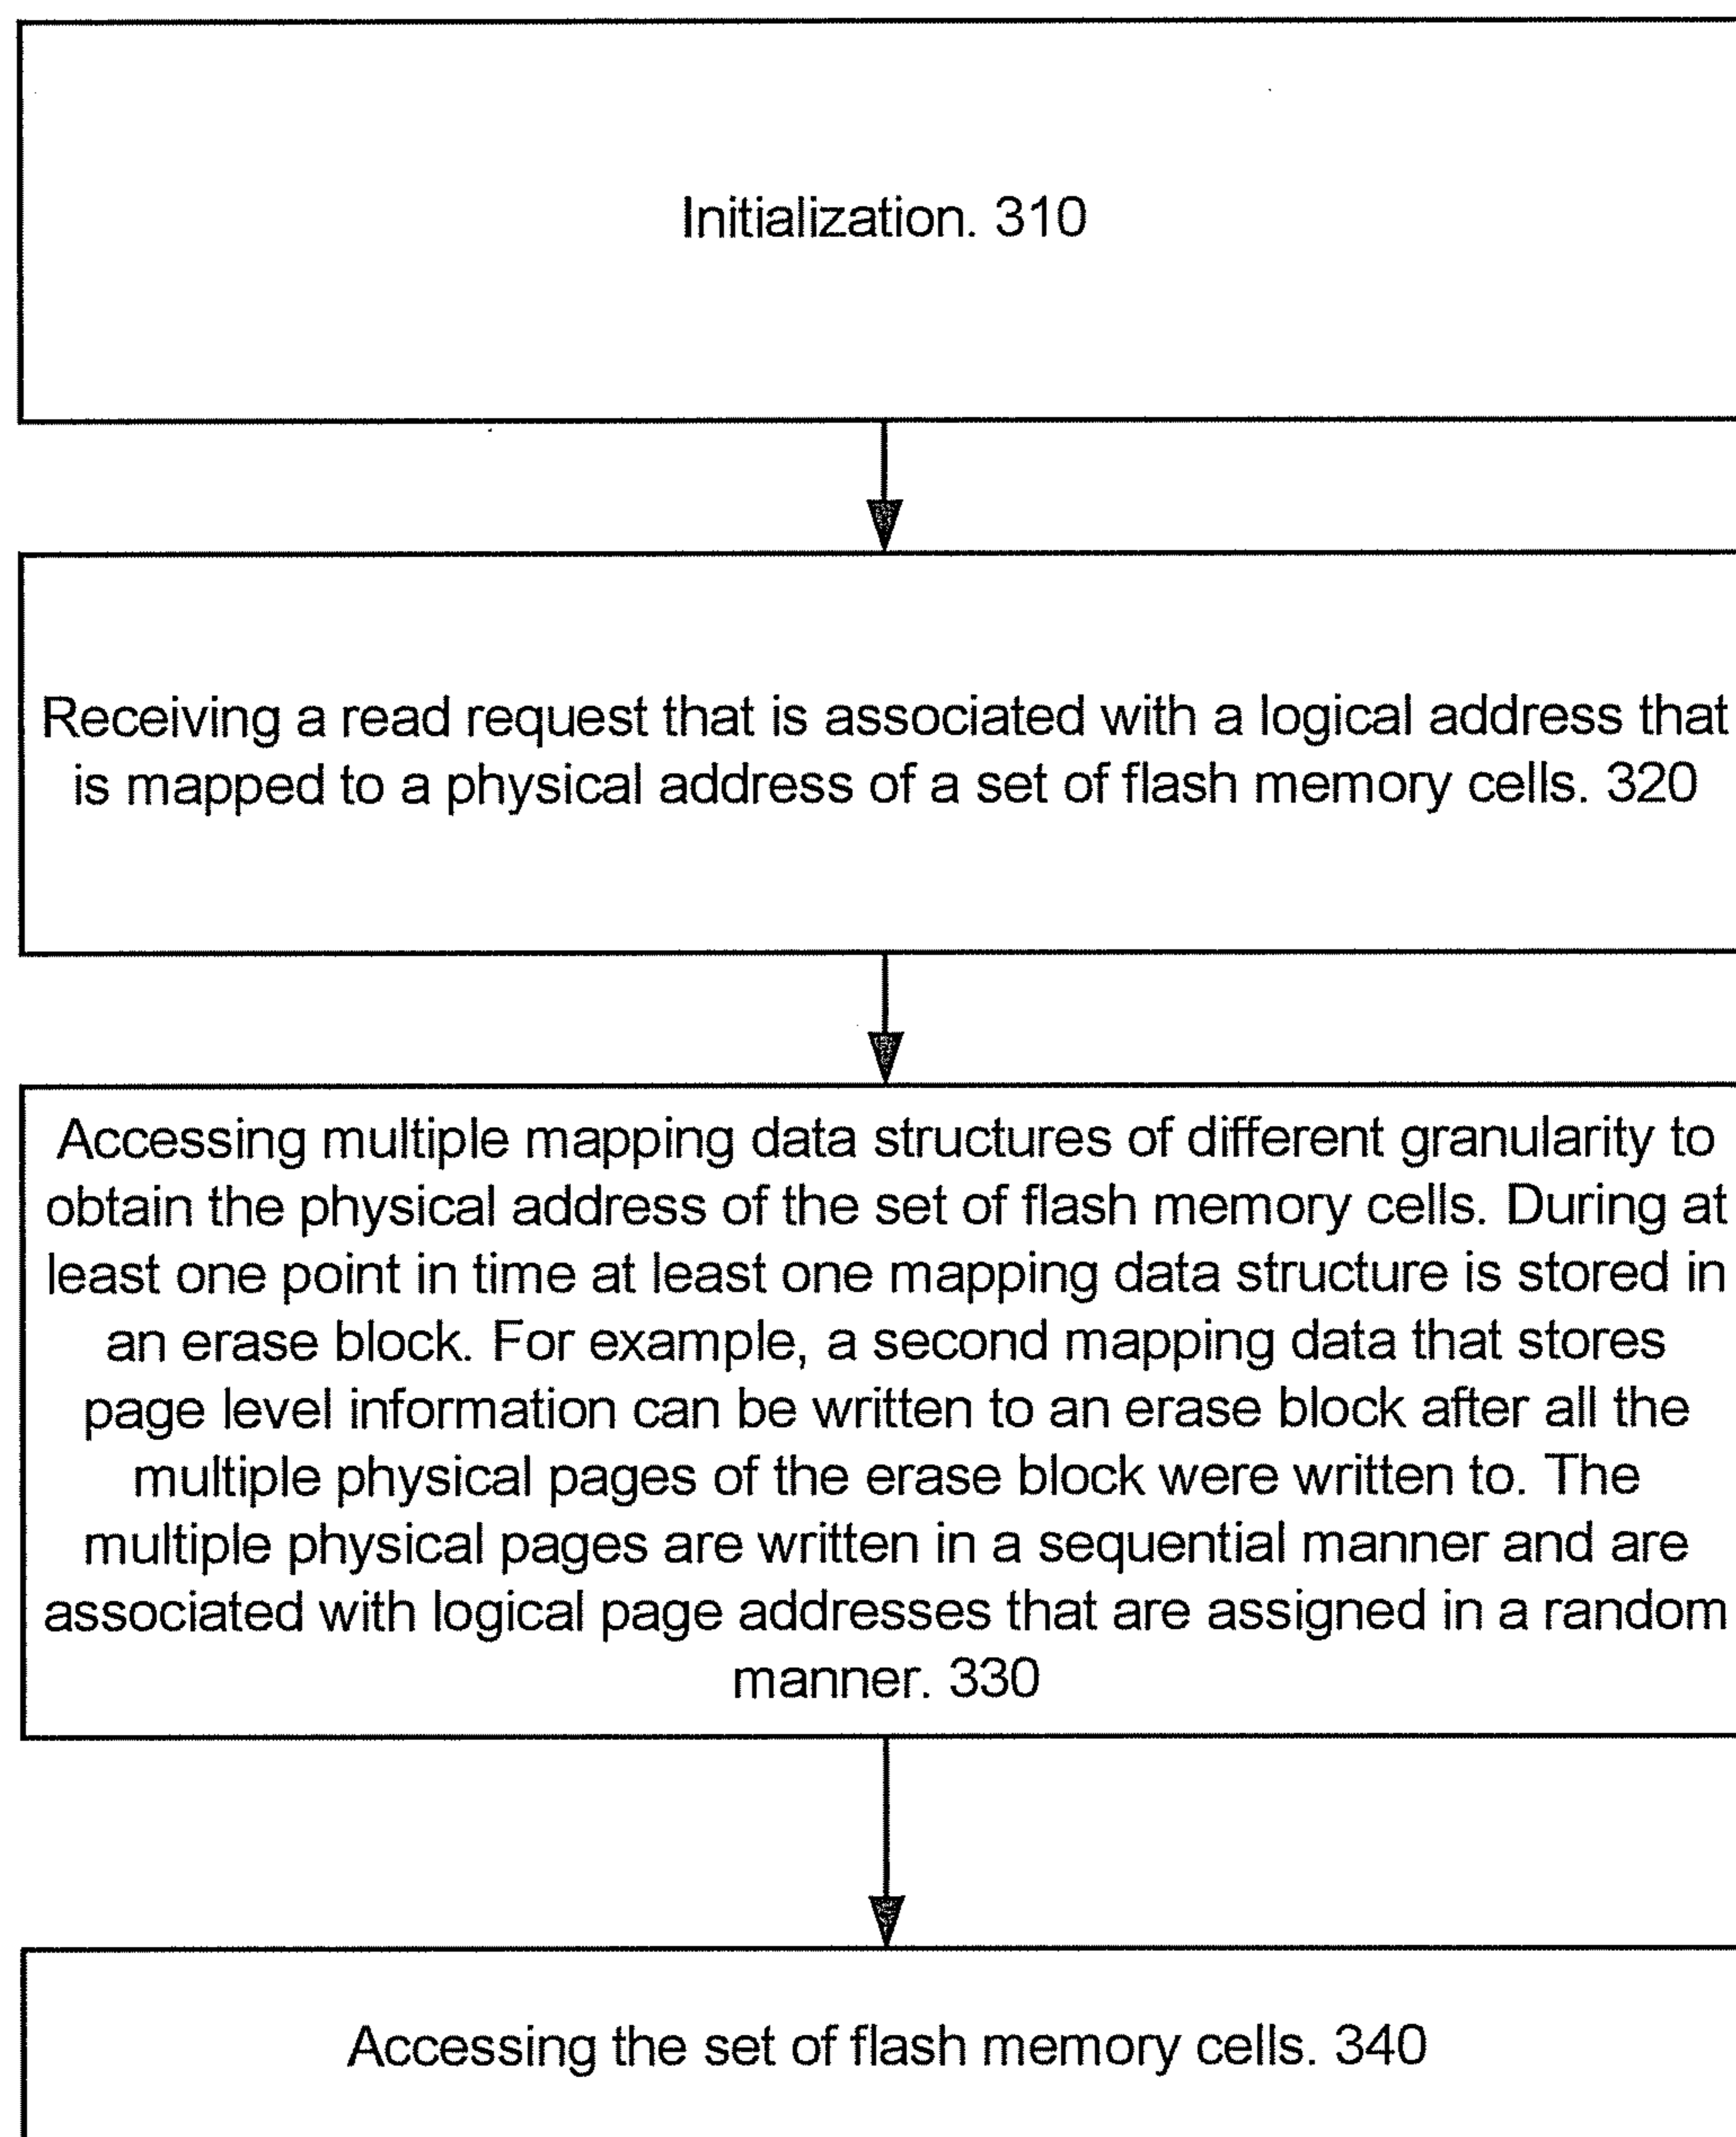 Initialization. 310
Receiving a read request that is associated with a logical address that
is mapped to a physical address of a set of flash memory cells. 320
Accessing multiple mapping data structures of different granularity to
obtain the physical address of the set of flash memory cells. During at
least one point in time at least one mapping data structure is stored in
an erase block. For example, a second mapping data that stores
page level information can be written to an erase block after all the
multiple physical pages of the erase block were written to. The
multiple physical pages are written in a sequential manner and are
associated with logical page addresses that are assigned in a random
manner. 330
Accessing the set of flash memory cells. 340